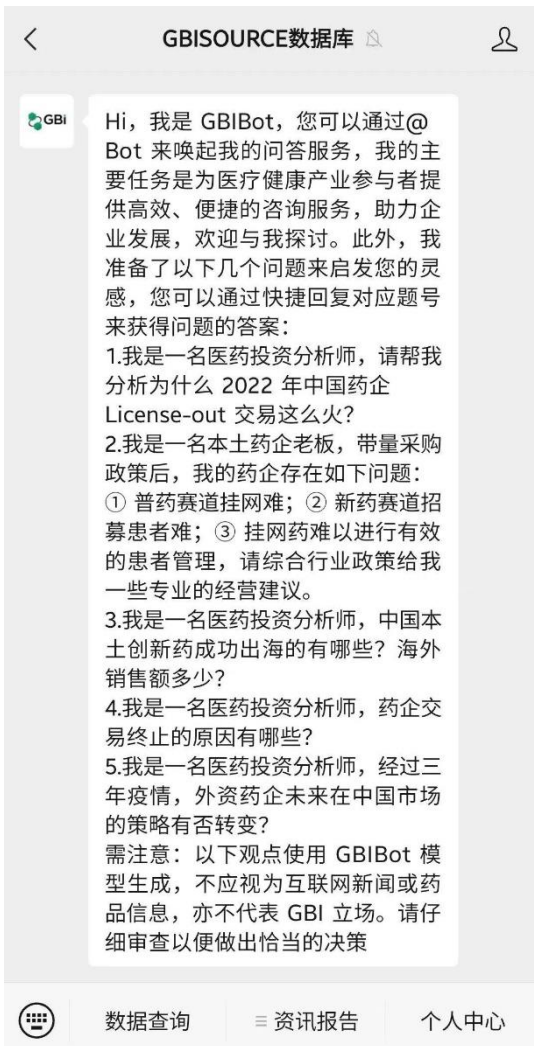 GBISOURCE数据库
GBI
Hi，我是 GBIBot，您可以通过@
Bot 来唤起我的问答服务，我的主
要任务是为医疗健康产业参与者提
供高效、便捷的咨询服务，助力企
业发展，欢迎与我探讨。此外，我
准备了以下几个问题来启发您的灵
感，您可以通过快捷回复对应题号
来获得问题的答案：
1.我是一名医药投资分析师，请帮我
分析为什么 2022 年中国药企
License-out 交易这么火？
2.我是一名本土药企老板，带量采购
政策后，我的药企存在如下问题：
① 普药赛道挂网难；② 新药赛道招
募患者难；③ 挂网药难以进行有效
的患者管理，请综合行业政策给我
一些专业的经营建议。
3.我是一名医药投资分析师，中国本
土创新药成功出海的有哪些？海外
销售额多少？
4.我是一名医药投资分析师，药企交
易终止的原因有哪些？
5.我是一名医药投资分析师，经过三
年疫情，外资药企未来在中国市场
的策略有否转变？
需注意：以下观点使用 GBIBot 模
型生成，不应视为互联网新闻或药
品信息，亦不代表 GBI 立场。请仔
细审查以便做出恰当的决策
数据查询
资讯报告
个人中心